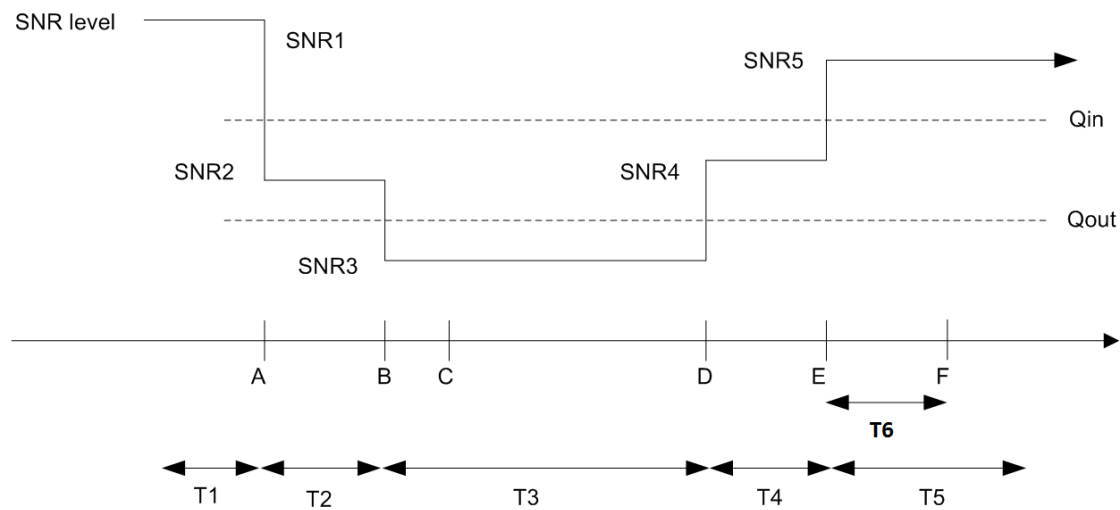 SNR level
SNR1
SNR5
Qin
SNR2
SNR4
Qout
SNR3
A B C D E F
T6
T1 T2 T3 T4 T5